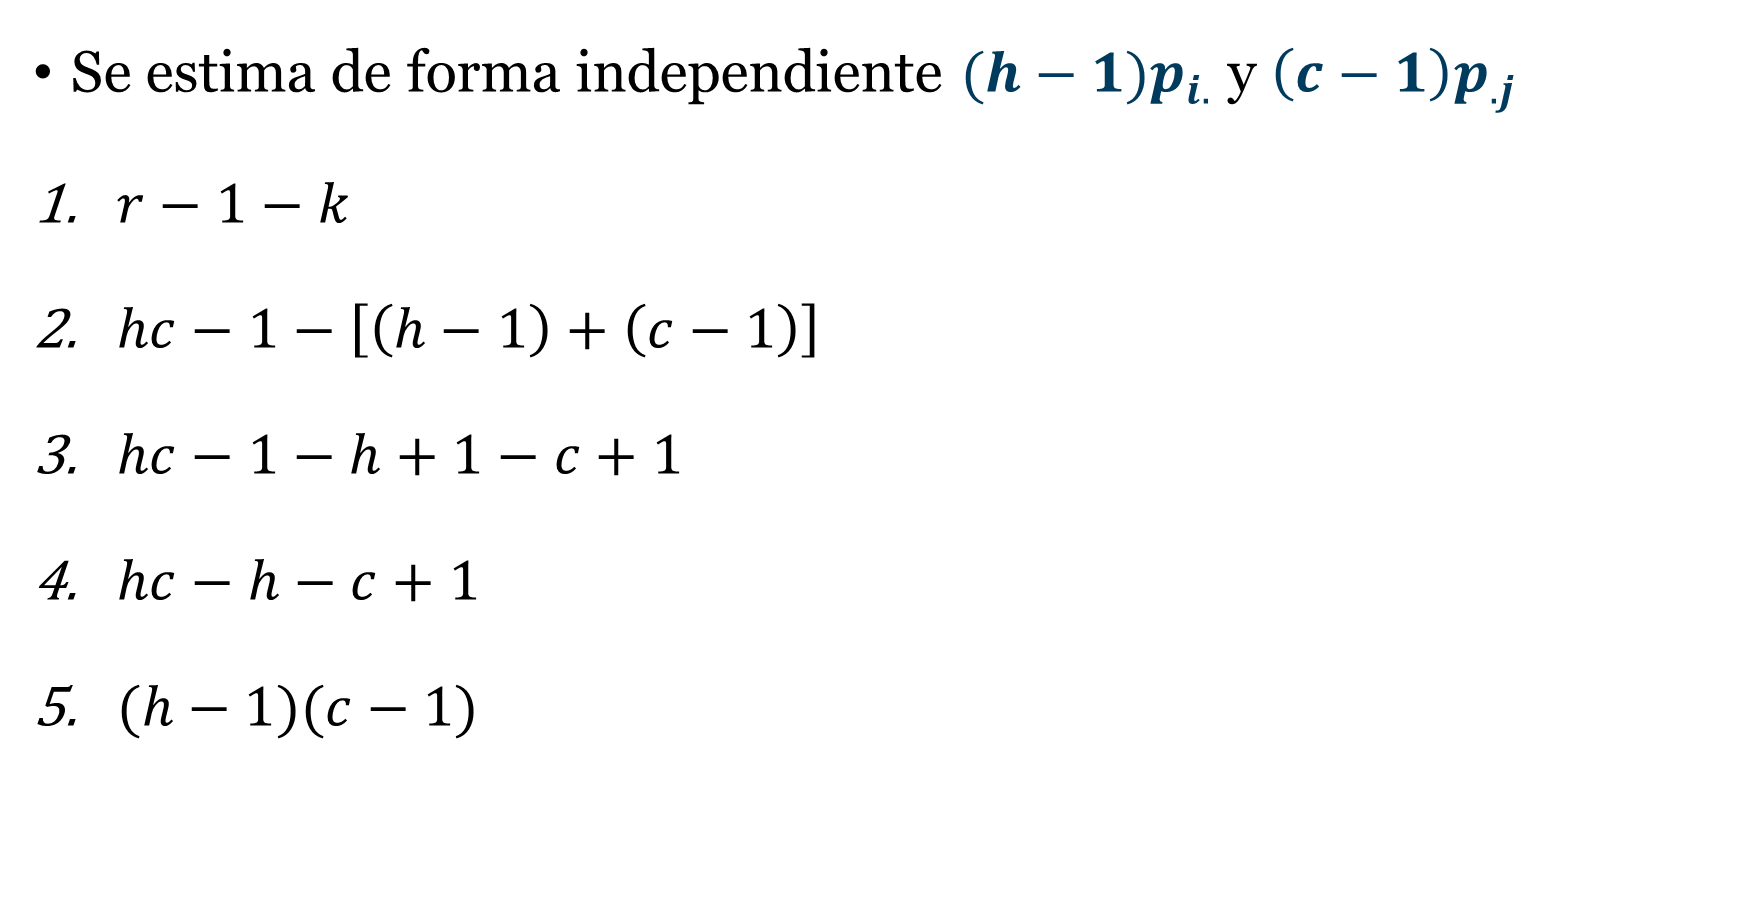 • Se estima de forma independiente (h − 1)pᵢ. y (c − 1)p.ⱼ
1. r − 1 − k
2. hc − 1 − [(h − 1) + (c − 1)]
3. hc − 1 − h + 1 − c + 1
4. hc − h − c + 1
5. (h − 1)(c − 1)